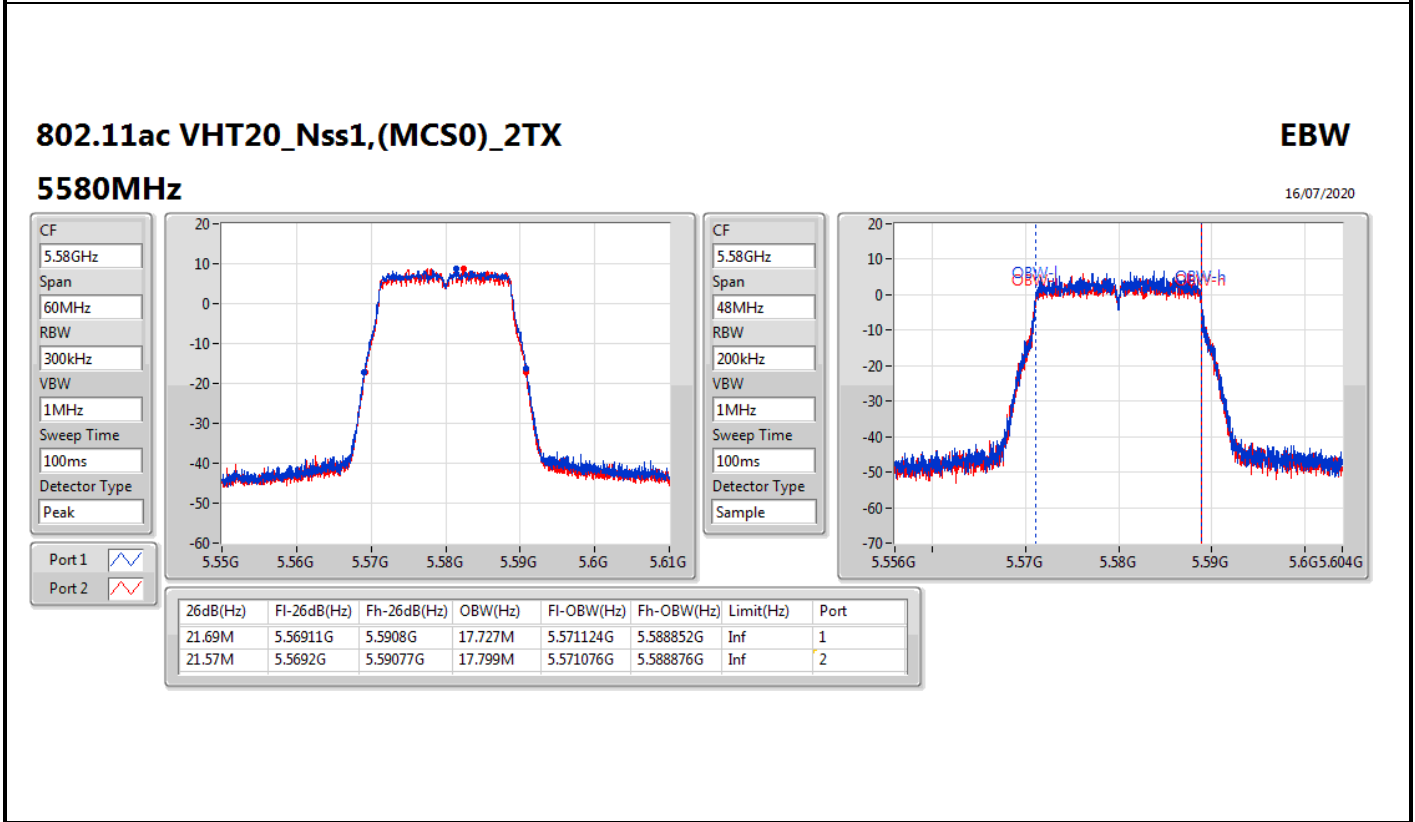 802.11ac VHT20_Nss1,(MCS0)_2TX
EBW
5580MHz
16/07/2020
CF
5.58GHz
Span
60MHz
RBW
300kHz
VBW
1MHz
Sweep Time
100ms
Detector Type
Peak
Port 1
Port 2
20
10
0
-10
-20
-30
-40
-50
-60
5.55G 5.56G 5.57G 5.58G 5.59G 5.6G 5.61G
CF
5.58GHz
Span
48MHz
RBW
200kHz
VBW
1MHz
Sweep Time
100ms
Detector Type
Sample
20
10
0
-10
-20
-30
-40
-50
-60
-70
OBW-l OBW-h
OBW-l OBW-h
5.556G 5.57G 5.58G 5.59G 5.6G 5.604G
26dB(Hz) Fl-26dB(Hz) Fh-26dB(Hz) OBW(Hz) Fl-OBW(Hz) Fh-OBW(Hz) Limit(Hz) Port
21.69M 5.56911G 5.5908G 17.727M 5.571124G 5.588852G Inf 1
21.57M 5.5692G 5.59077G 17.799M 5.571076G 5.588876G Inf 2